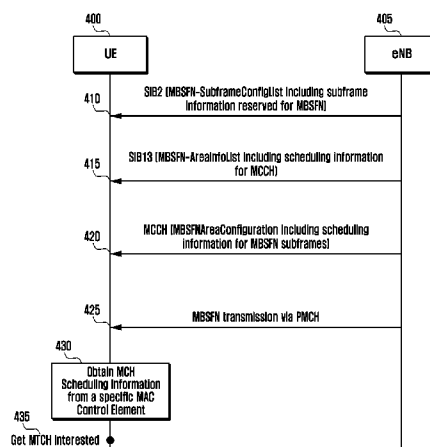 400
405
UE
eNB
SIB2 (MBSFN-SubframeConfigList including subframe
information reserved for MBSFN)
410
SIB13 (MBSFN-AreaInfoList including scheduling information
for MCCH)
415
MCCH (MBSFNAreaConfiguration including scheduling
information for MBSFN subframes)
420
MBSFN transmission via PMCH
425
430
Obtain MCH
Scheduling Information
from a specific MAC
Control Element
435
Get MTCH Interested